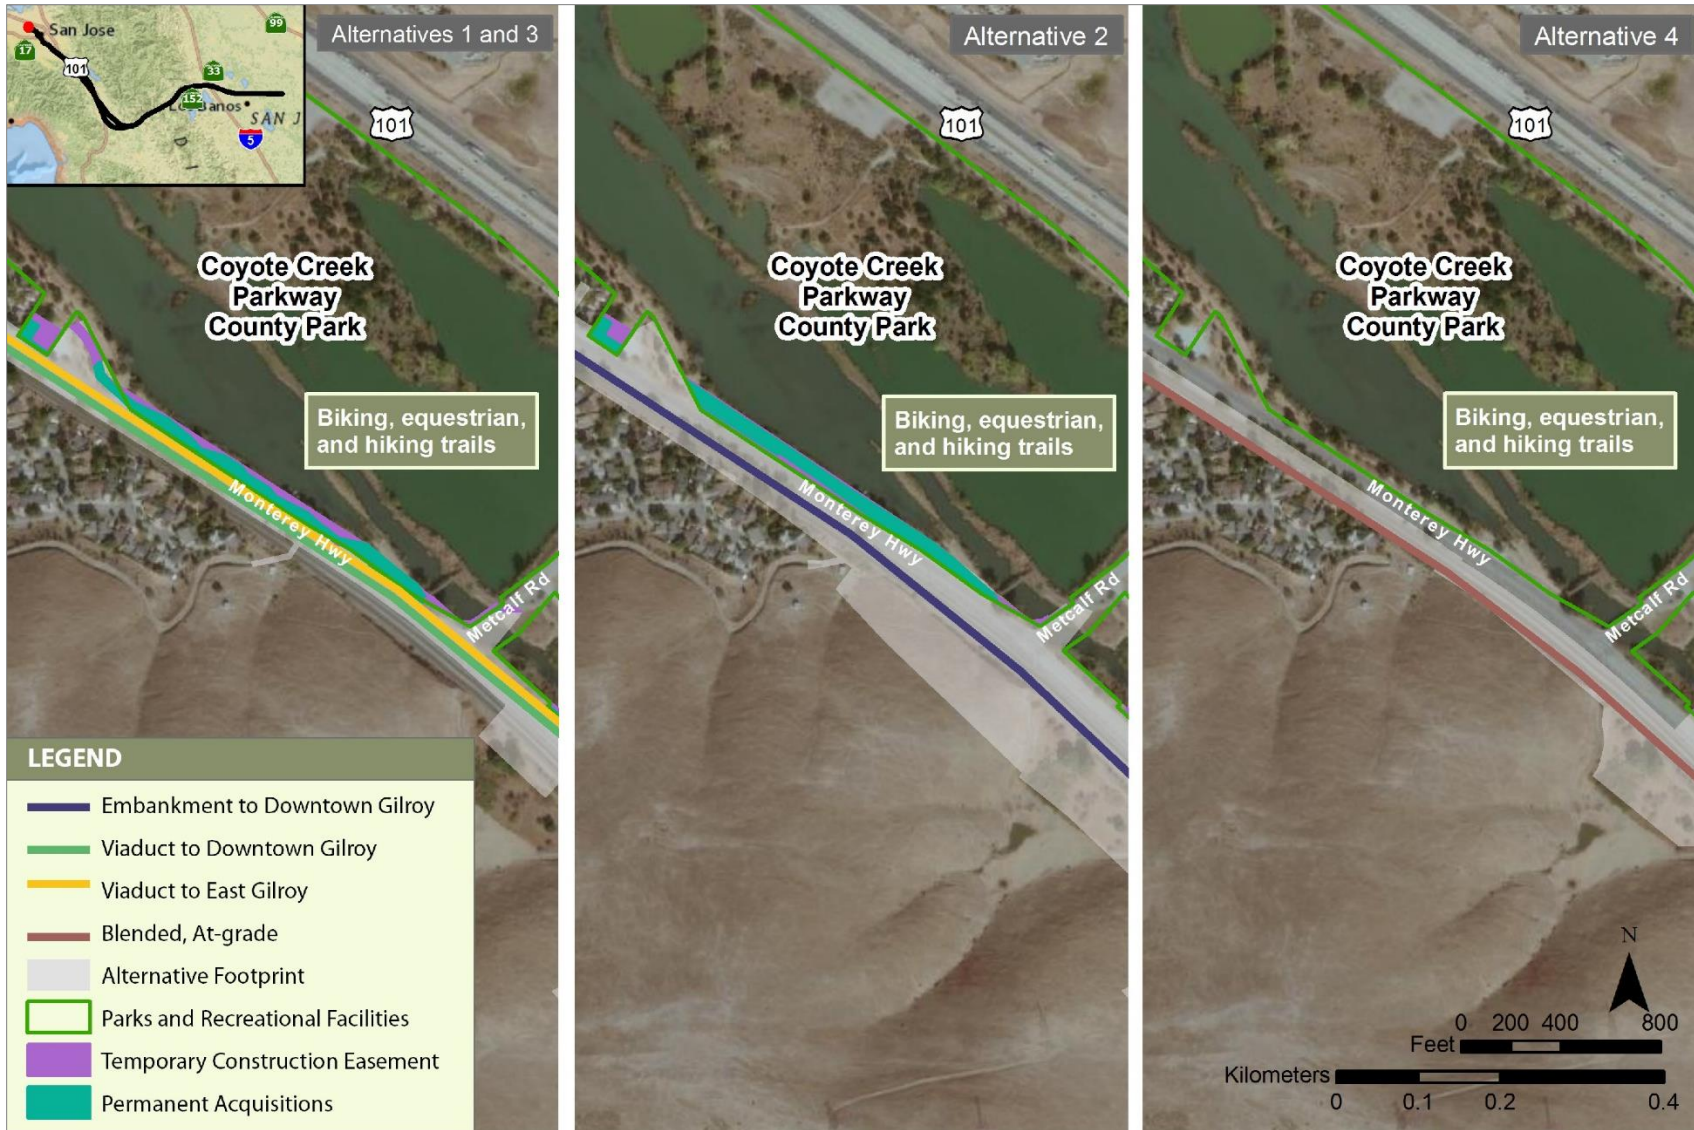 San Jose
99
17
101
33
152
Los Banos
SAN J
5
D I
Alternatives 1 and 3
101
Coyote Creek
Parkway
County Park
Biking, equestrian,
and hiking trails
Monterey Hwy
Metcalf Rd
LEGEND
Embankment to Downtown Gilroy
Viaduct to Downtown Gilroy
Viaduct to East Gilroy
Blended, At-grade
Alternative Footprint
Parks and Recreational Facilities
Temporary Construction Easement
Permanent Acquisitions
Alternative 2
101
Coyote Creek
Parkway
County Park
Biking, equestrian,
and hiking trails
Monterey Hwy
Metcalf Rd
Alternative 4
101
Coyote Creek
Parkway
County Park
Biking, equestrian,
and hiking trails
Monterey Hwy
Metcalf Rd
N
0 200 400 800
Feet
Kilometers
0 0.1 0.2 0.4